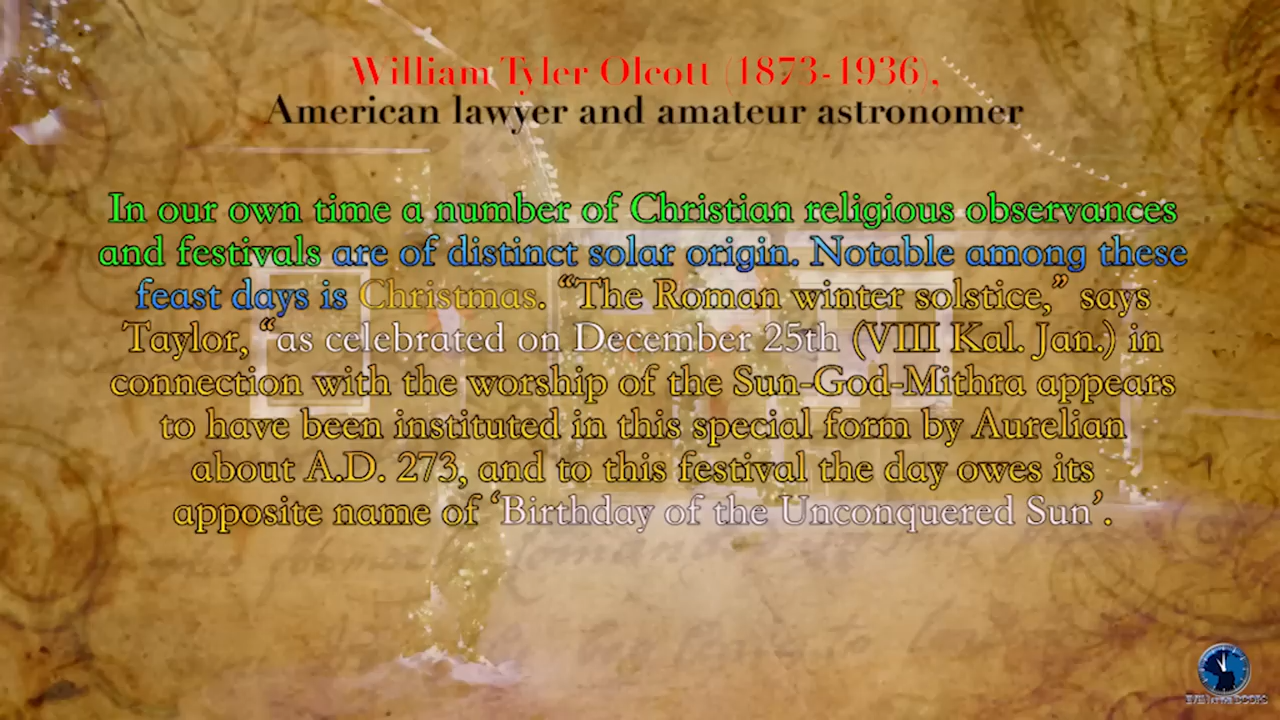 William Tyler Olcott (1873-1936),
American lawyer and amateur astronomer
In our own time a number of Christian religious observances
and festivals are of distinct solar origin. Notable among these
feast days is Christmas. “The Roman winter solstice,” says
Taylor, “as celebrated on December 25th (VIII Kal. Jan.) in
connection with the worship of the Sun-God-Mithra appears
to have been instituted in this special form by Aurelian
about A.D. 273, and to this festival the day owes its
apposite name of ‘Birthday of the Unconquered Sun’.